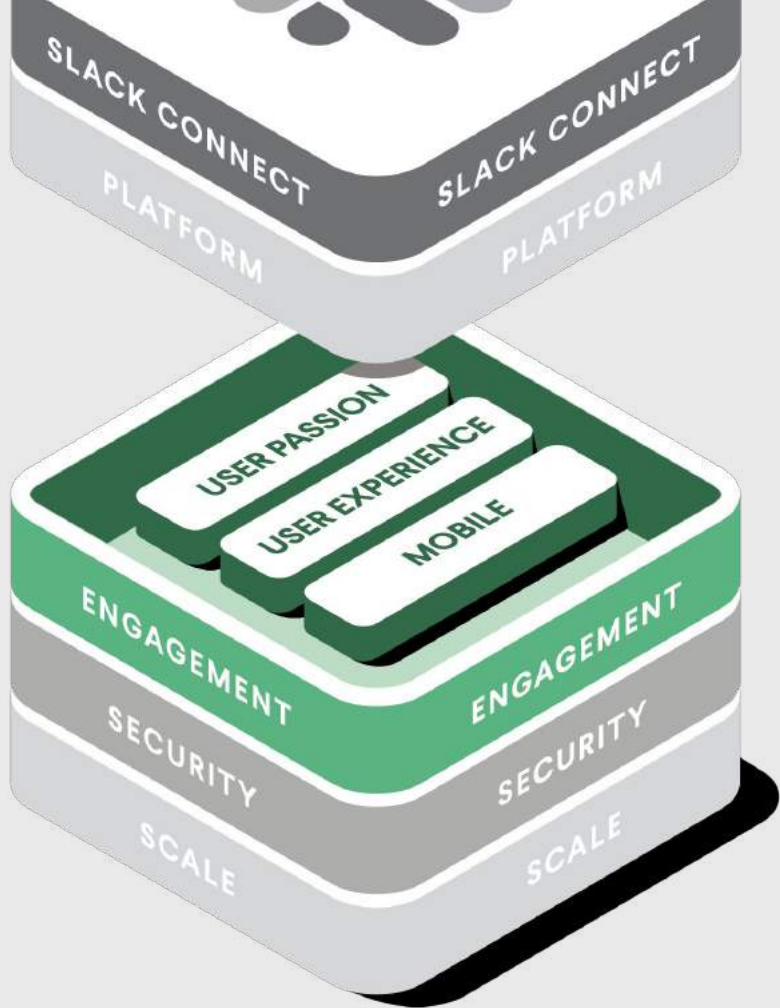 SLACK CONNECT
SLACK CONNECT
PLATFORM
PLATFORM
USER PASSION
USER EXPERIENCE
MOBILE
ENGAGEMENT
ENGAGEMENT
SECURITY
SECURITY
SCALE
SCALE